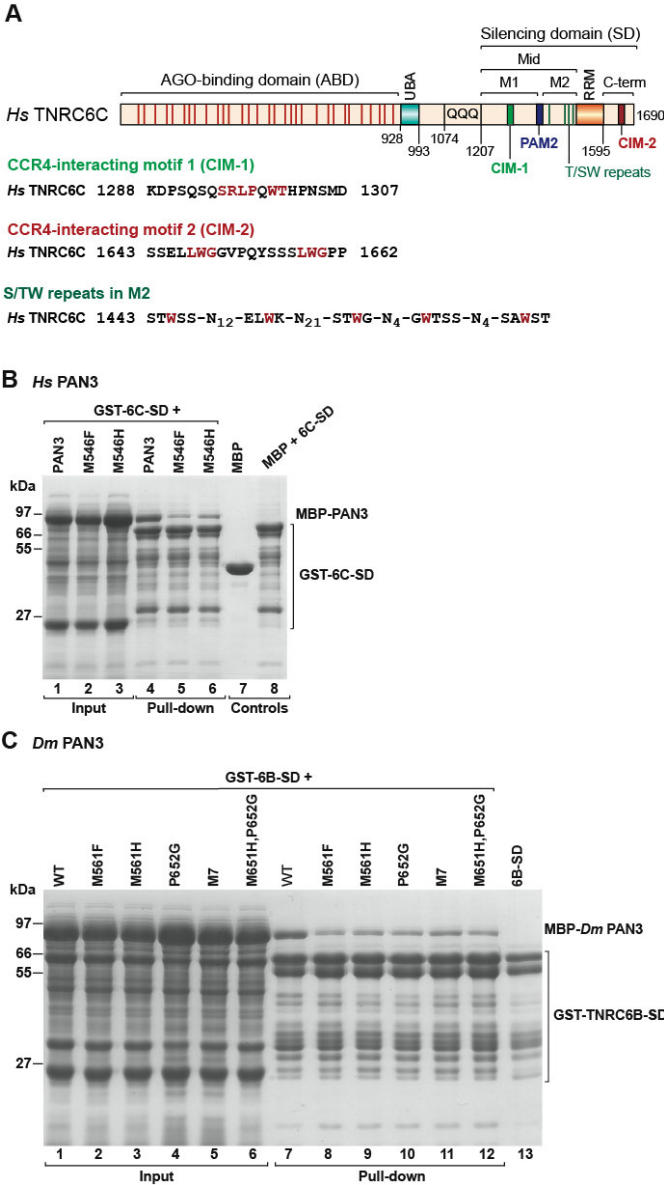 A
Silencing domain (SD)
Mid
AGO-binding domain (ABD)
UBA
M1
M2
RRM
C-term
Hs TNRC6C
QQQ
1690
928
993
1074
1207
PAM2
1595
CIM-2
CIM-1
T/SW repeats
CCR4-interacting motif 1 (CIM-1)
Hs TNRC6C 1288 KDPSQSQSRLPQWTHPNSMD 1307
CCR4-interacting motif 2 (CIM-2)
Hs TNRC6C 1643 SSELLWGGVPQYSSSLWGPP 1662
S/TW repeats in M2
Hs TNRC6C 1443 STWSS-N12-ELWK-N21-STWG-N4-GWTSS-N4-SAWST
B Hs PAN3
GST-6C-SD +
PAN3
M546F
M546H
PAN3
M546F
M546H
MBP
MBP + 6C-SD
kDa
97
66
55
27
MBP-PAN3
GST-6C-SD
1 2 3 4 5 6 7 8
Input Pull-down Controls
C Dm PAN3
GST-6B-SD +
WT
M561F
M561H
P652G
M7
M651H,P652G
WT
M561F
M561H
P652G
M7
M651H,P652G
6B-SD
kDa
97
66
55
27
MBP-Dm PAN3
GST-TNRC6B-SD
1 2 3 4 5 6 7 8 9 10 11 12 13
Input Pull-down